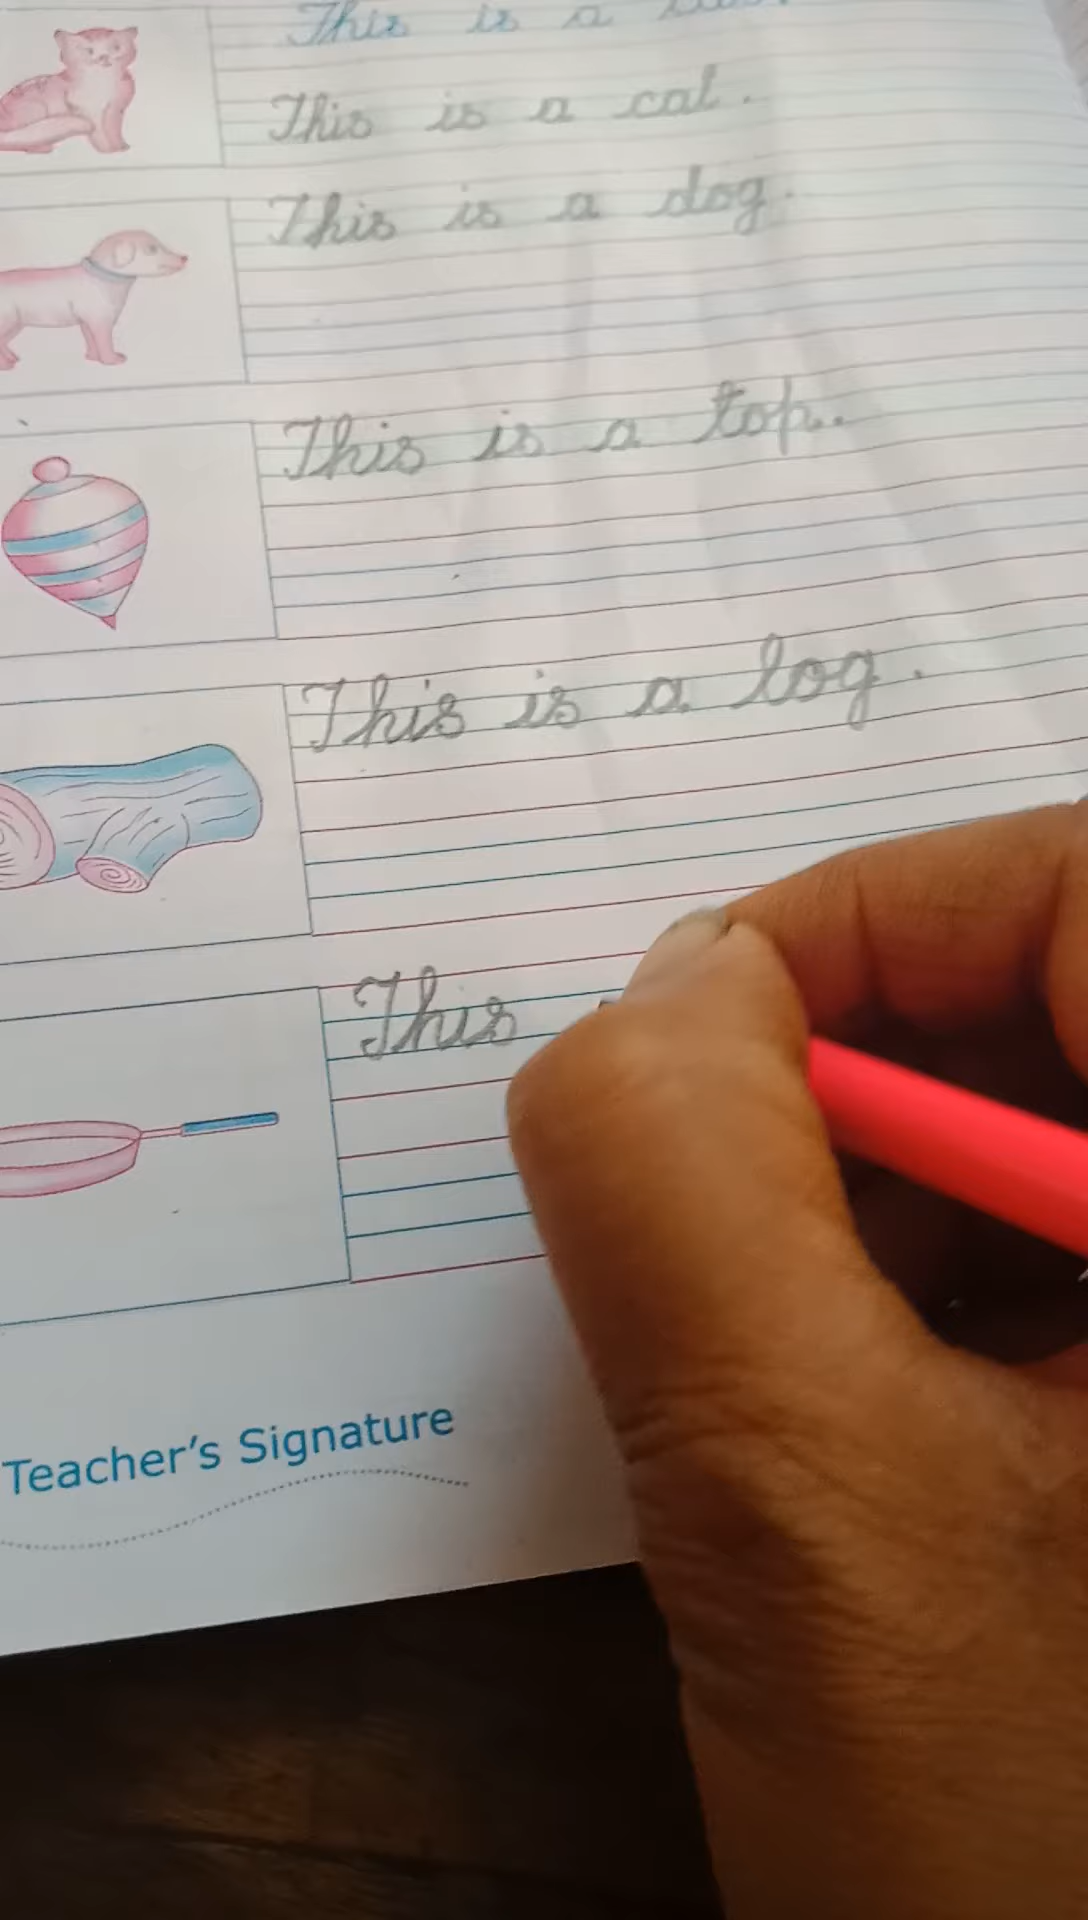 This is a
This is a cat.
This is a dog.
This is a top.
This is a log.
This
Teacher's Signature